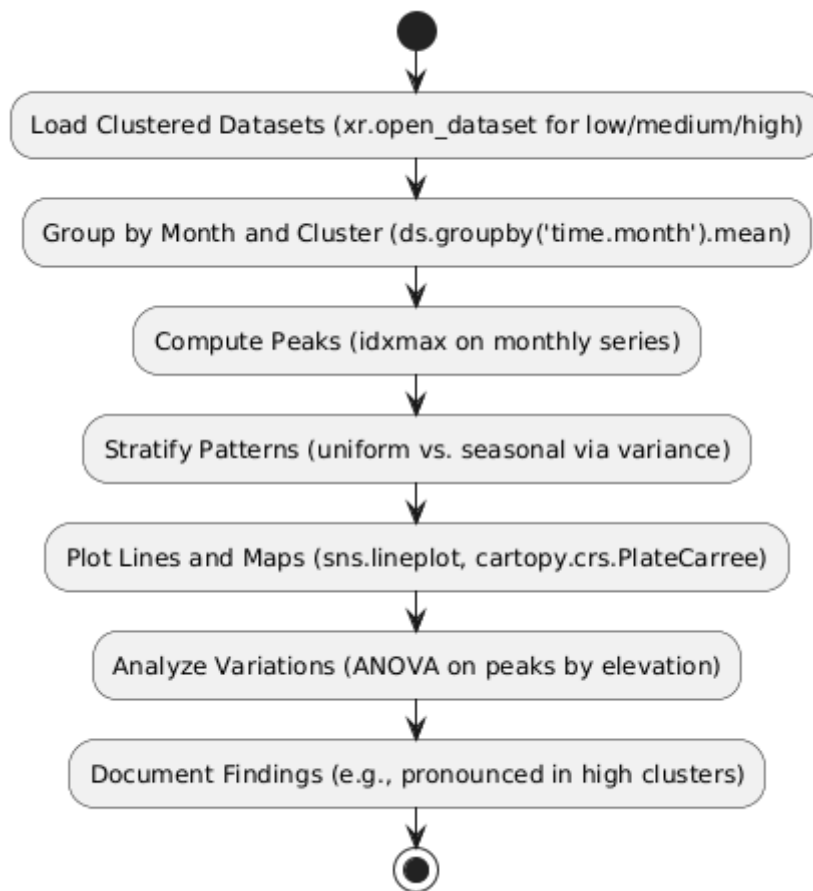 Load Clustered Datasets (xr.open_dataset for low/medium/high)
Group by Month and Cluster (ds.groupby('time.month').mean)
Compute Peaks (idxmax on monthly series)
Stratify Patterns (uniform vs. seasonal via variance)
Plot Lines and Maps (sns.lineplot, cartopy.crs.PlateCarree)
Analyze Variations (ANOVA on peaks by elevation)
Document Findings (e.g., pronounced in high clusters)